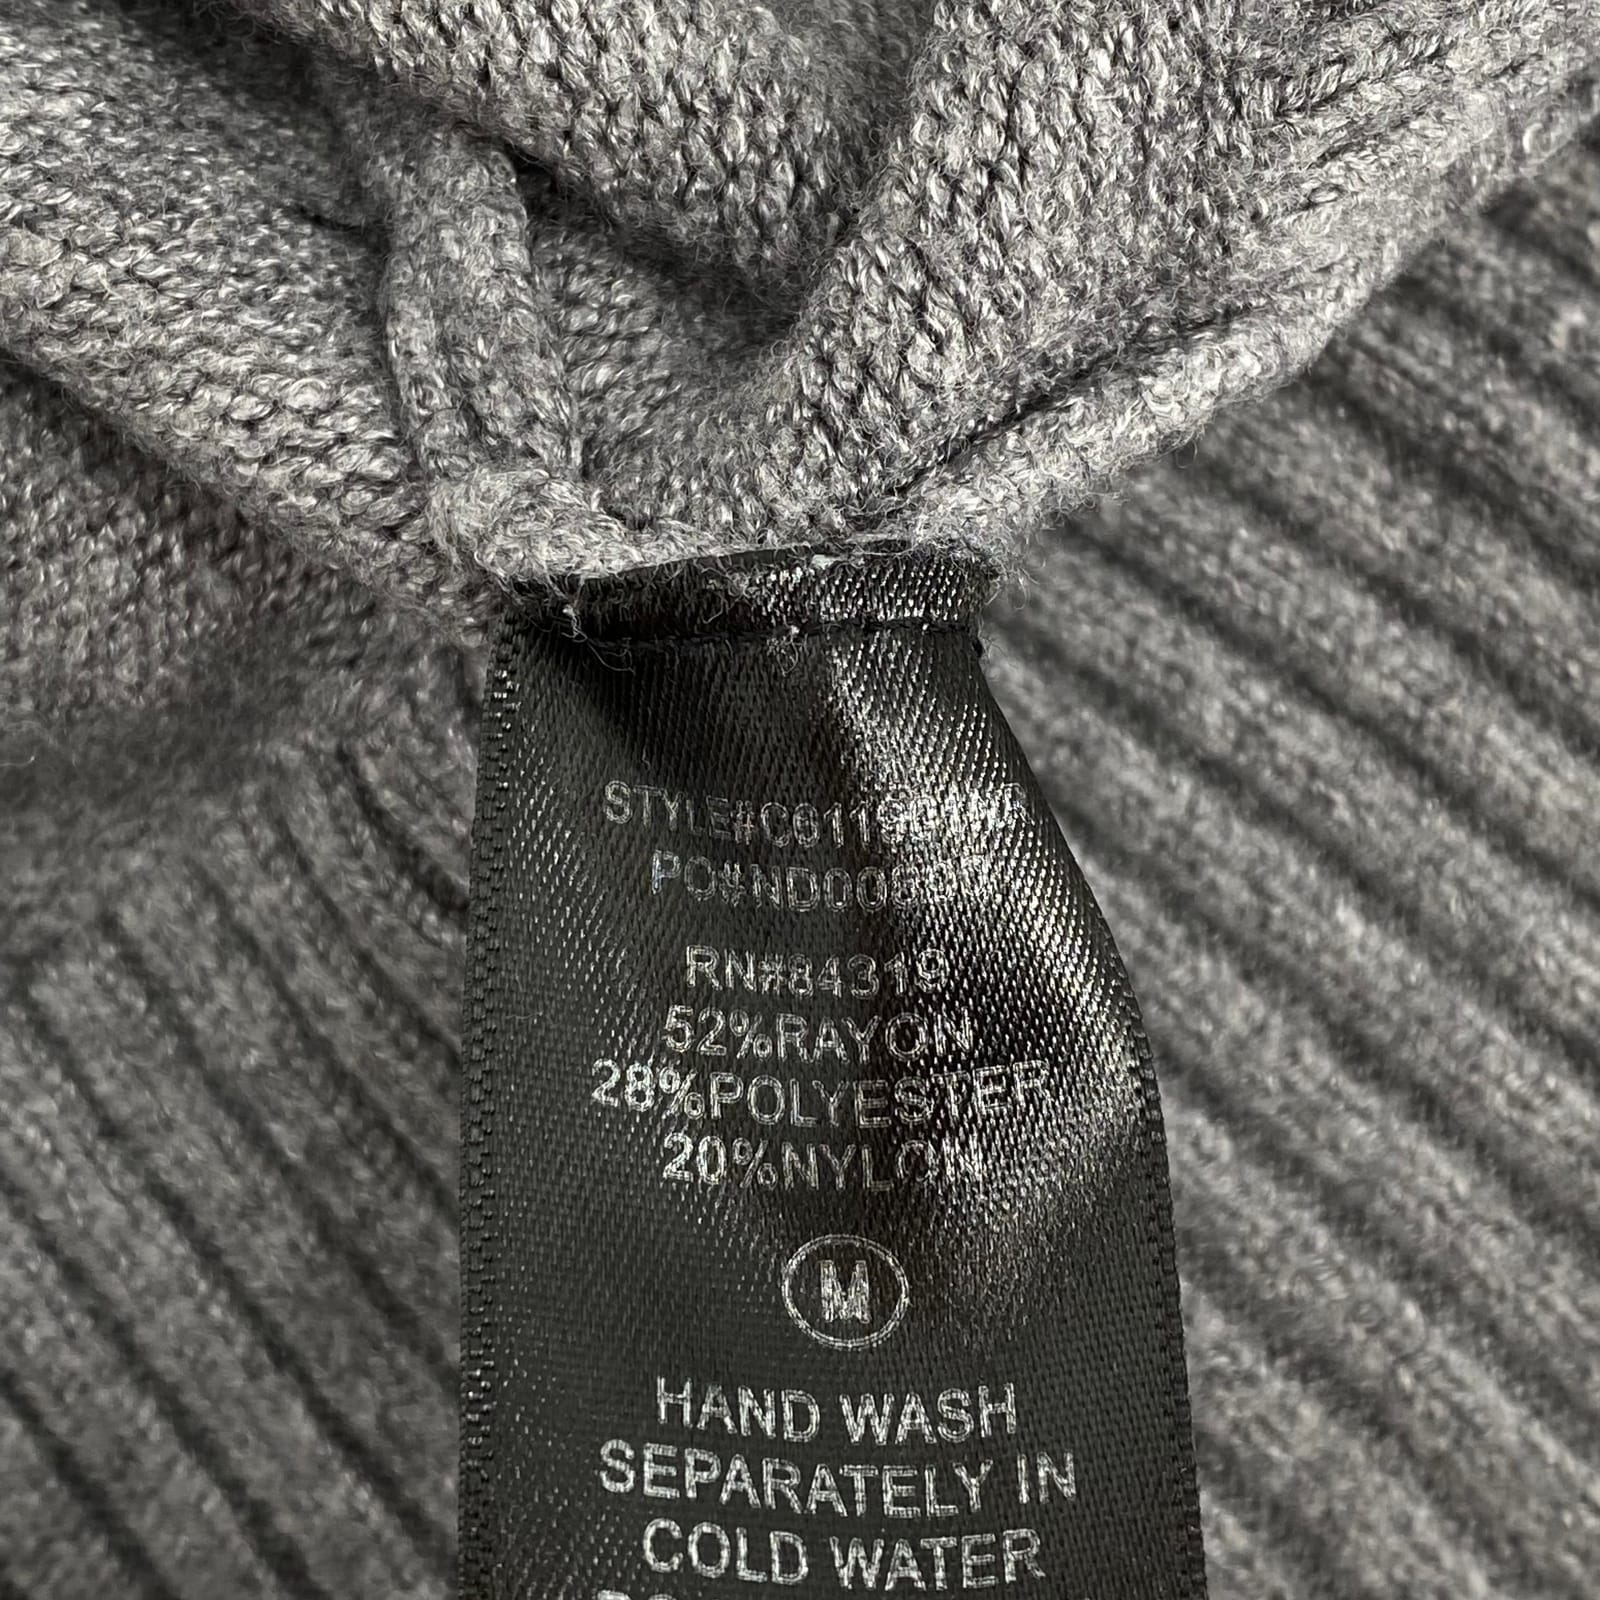 RN#84319
52%RAYON
28%POLYESTER
20%NYLON
M
HAND WASH
SEPARATELY IN
COLD WATER